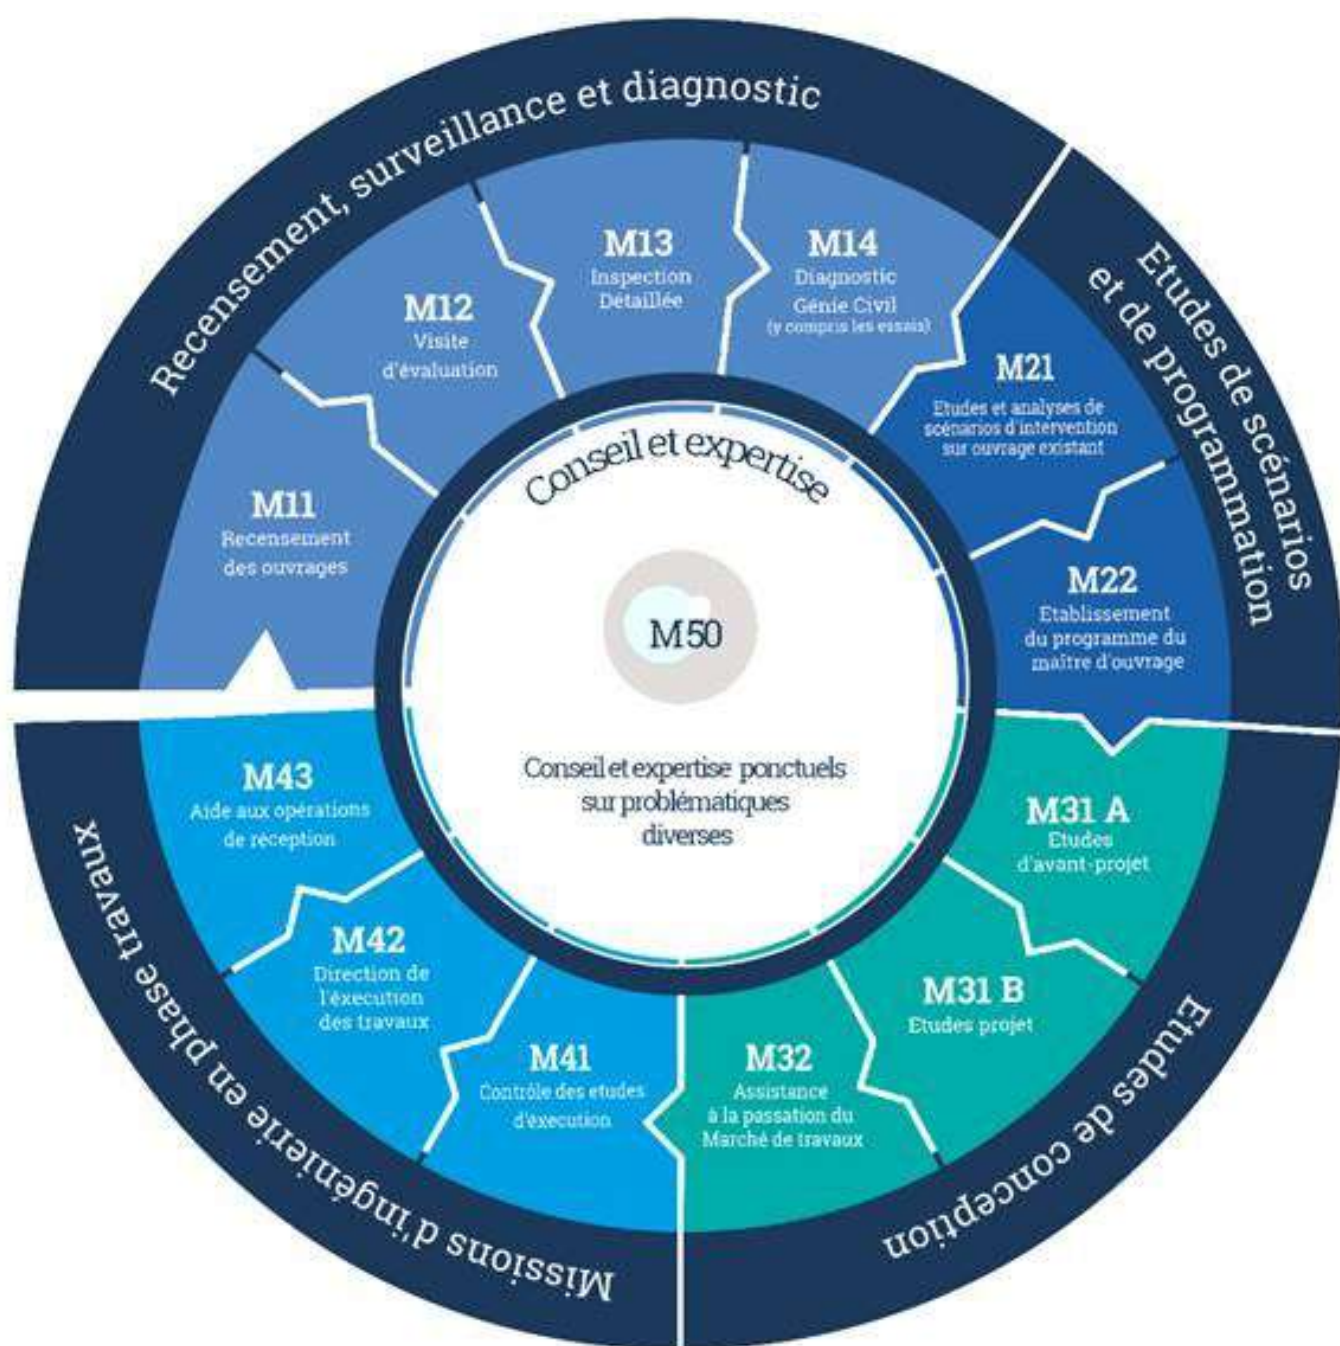 Recensement, surveillance et diagnostic
M11
Recensement
des ouvrages
M12
Visite
d'évaluation
M13
Inspection
Détaillée
M14
Diagnostic
Génie Civil
(y compris les essais)
Etudes de scénarios
et de programmation
M21
Etudes et analyses de
scénarios d'intervention
sur ouvrage existant
M22
Etablissement
du programme du
maître d'ouvrage
Etudes de conception
M31 A
Etudes
d'avant-projet
M31 B
Etudes projet
M32
Assistance
à la passation du
Marché de travaux
Missions d'ingénierie en phase travaux
M41
Contrôle des etudes
d'éxecution
M42
Direction de
l'éxecution
des travaux
M43
Aide aux opérations
de réception
Conseil et expertise
M50
Conseil et expertise ponctuels
sur problématiques
diverses